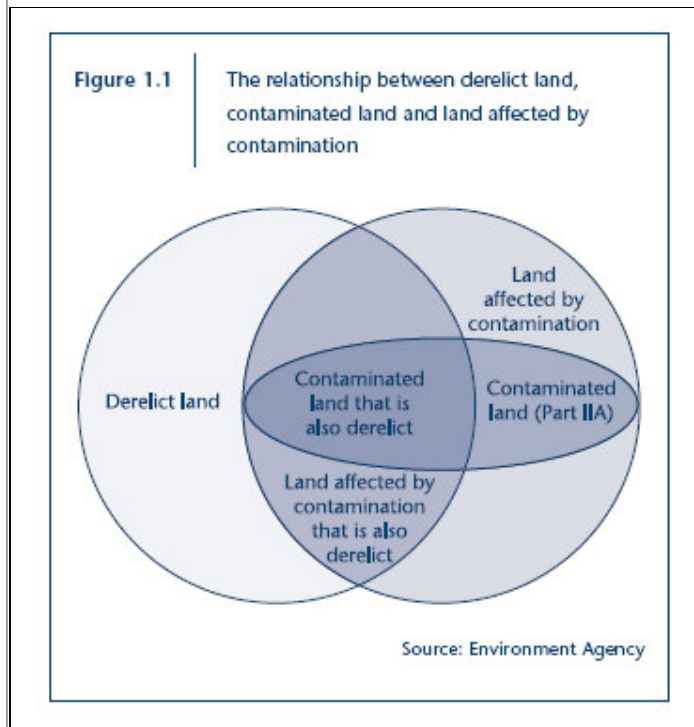 Figure 1.1
The relationship between derelict land,
contaminated land and land affected by
contamination
Land
affected by
contamination
Derelict land
Contaminated
land that is
also derelict
Contaminated
land (Part IIA)
Land affected by
contamination
that is also
derelict
Source: Environment Agency